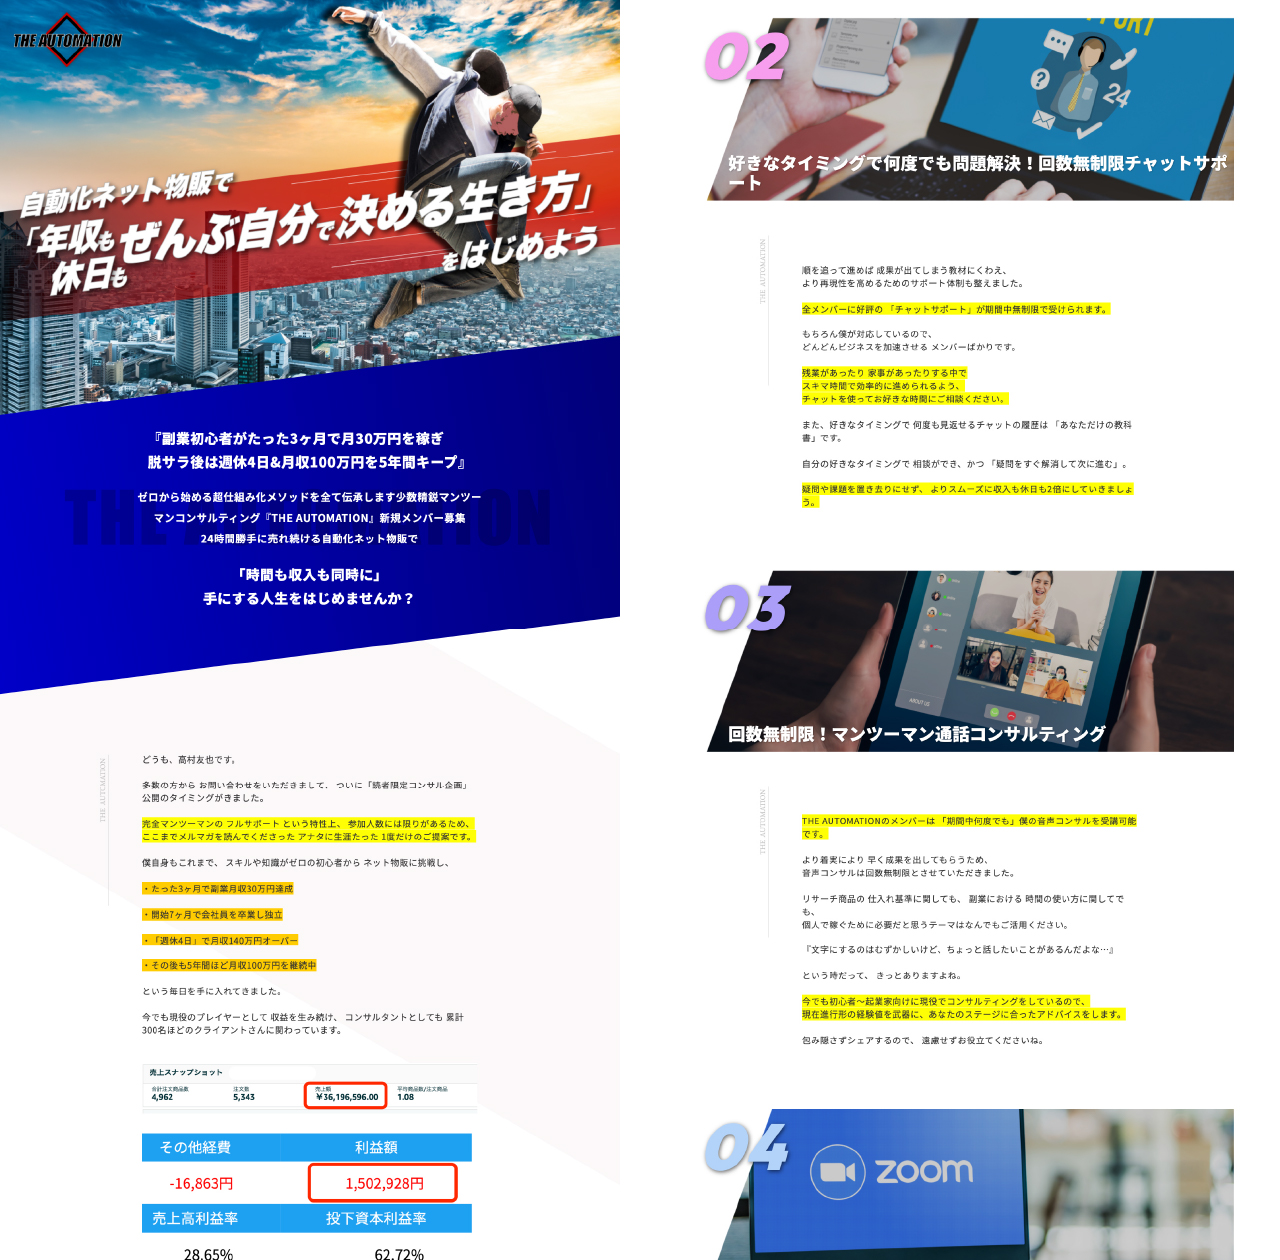 THE AUTOMATION
自動化ネット物販で
「年収も
休日も
ぜんぶ自分で決める生き方」
をはじめよう
『副業初心者がたった3ヶ月で月30万円を稼ぎ
脱サラ後は週休4日&月収100万円を5年間キープ』
ゼロから始める超仕組み化メソッドを全て伝承します少数精鋭マンツー
マンコンサルティング『THE AUTOMATION』新規メンバー募集
24時間勝手に売れ続ける自動化ネット物販で
「時間も収入も同時に」
手にする人生をはじめませんか？
THE AUTOMATION
どうも、高村友也です。
多数の方から お問い合わせをいただきまして、 ついに「読者限定コンサル企画」
公開のタイミングがきました。
完全マンツーマンの フルサポート という特性上、 参加人数には限りがあるため、
ここまでメルマガを読んでくださった アナタに生涯たった 1度だけのご提案です。
僕自身もこれまで、 スキルや知識がゼロの初心者から ネット物販に挑戦し、
・たった3ヶ月で副業月収30万円達成
・開始7ヶ月で会社員を卒業し独立
・「週休4日」で月収140万円オーバー
・その後も5年間ほど月収100万円を継続中
という毎日を手に入れてきました。
今でも現役のプレイヤーとして 収益を生み続け、 コンサルタントとしても 累計
300名ほどのクライアントさんに関わっています。
売上スナップショット
合計注文商品数 注文数 売上額 平均商品数/注文商品
4,962 5,343 ￥36,196,596.00 1.08
その他経費 利益額
-16,863円 1,502,928円
売上高利益率 投下資本利益率
28.65% 62.72%
02
PORT
24
好きなタイミングで何度でも問題解決！回数無制限チャットサポ
ート
THE AUTOMATION
順を追って進めば 成果が出てしまう教材にくわえ、
より再現性を高めるためのサポート体制も整えました。
全メンバーに好評の 「チャットサポート」が期間中無制限で受けられます。
もちろん僕が対応しているので、
どんどんビジネスを加速させる メンバーばかりです。
残業があったり 家事があったりする中で
スキマ時間で効率的に進められるよう、
チャットを使ってお好きな時間にご相談ください。
また、好きなタイミングで 何度も見返せるチャットの履歴は 「あなただけの教科
書」です。
自分の好きなタイミングで 相談ができ、かつ 「疑問をすぐ解消して次に進む」。
疑問や課題を置き去りにせず、 よりスムーズに収入も休日も2倍にしていきましょ
う。
03
ABOUT US
回数無制限！マンツーマン通話コンサルティング
THE AUTOMATION
THE AUTOMATIONのメンバーは 「期間中何度でも」僕の音声コンサルを受講可能
です。
より着実により 早く成果を出してもらうため、
音声コンサルは回数無制限とさせていただきました。
リサーチ商品の 仕入れ基準に関しても、 副業における 時間の使い方に関してで
も、
個人で稼ぐために必要だと思うテーマはなんでもご活用ください。
『文字にするのはむずかしいけど、ちょっと話したいことがあるんだよな…』
という時だって、 きっとありますよね。
今でも初心者〜起業家向けに現役でコンサルティングをしているので、
現在進行形の経験値を武器に、あなたのステージに合ったアドバイスをします。
包み隠さずシェアするので、 遠慮せずお役立てくださいね。
04
zoom